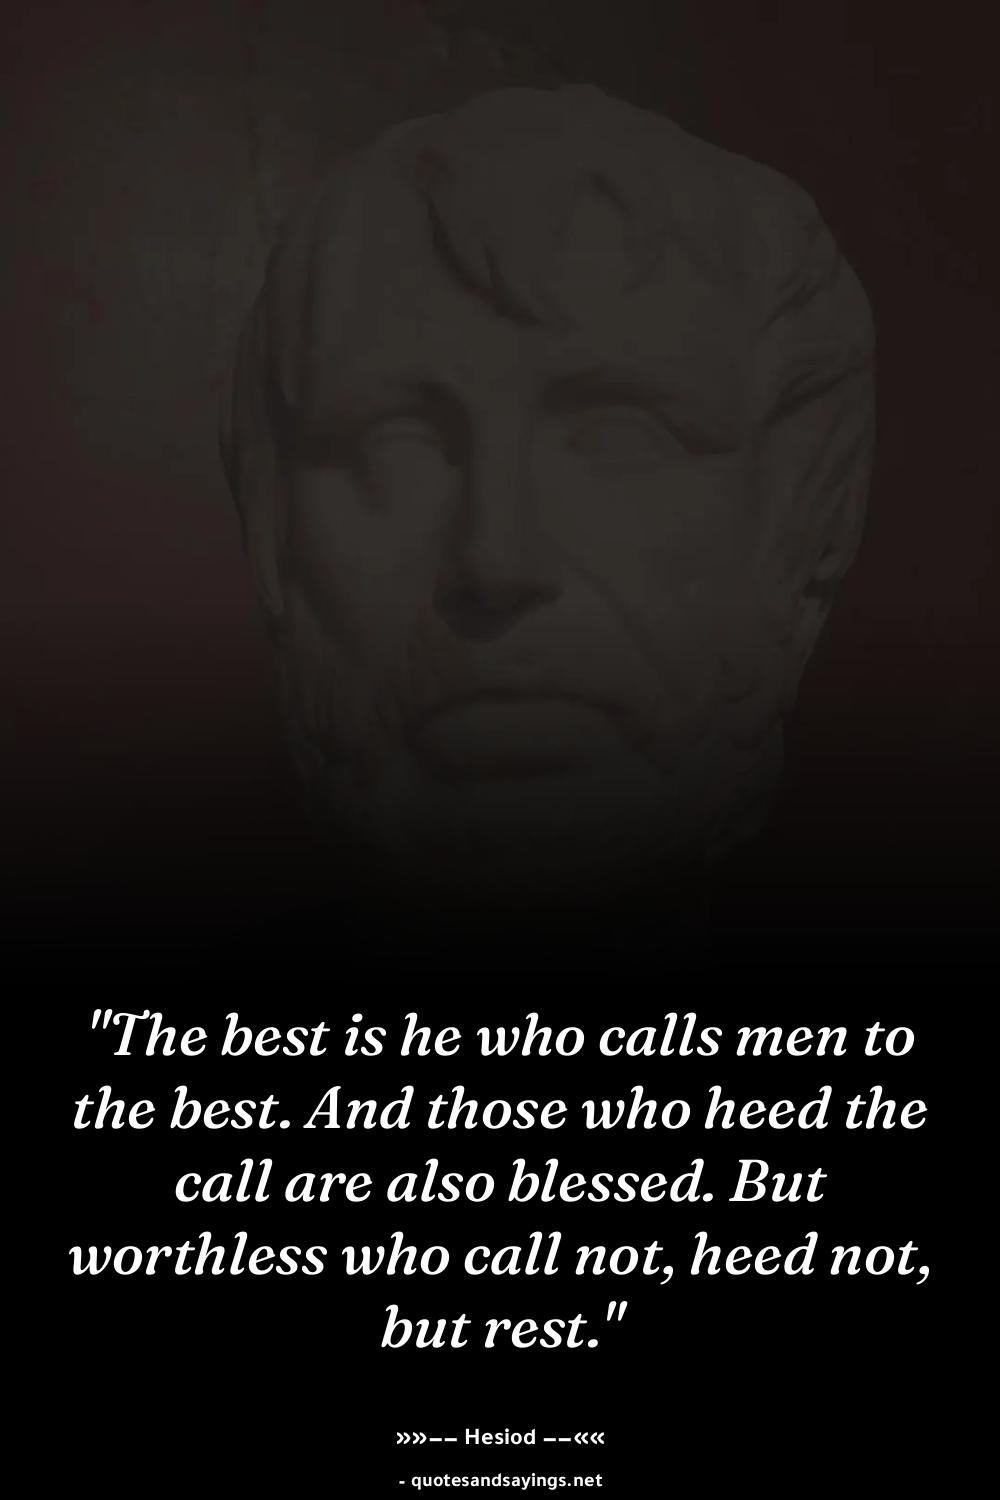 "The best is he who calls men to
the best. And those who heed the
call are also blessed. But
worthless who call not, heed not,
but rest."
»»–– Hesiod ––««
- quotesandsayings.net